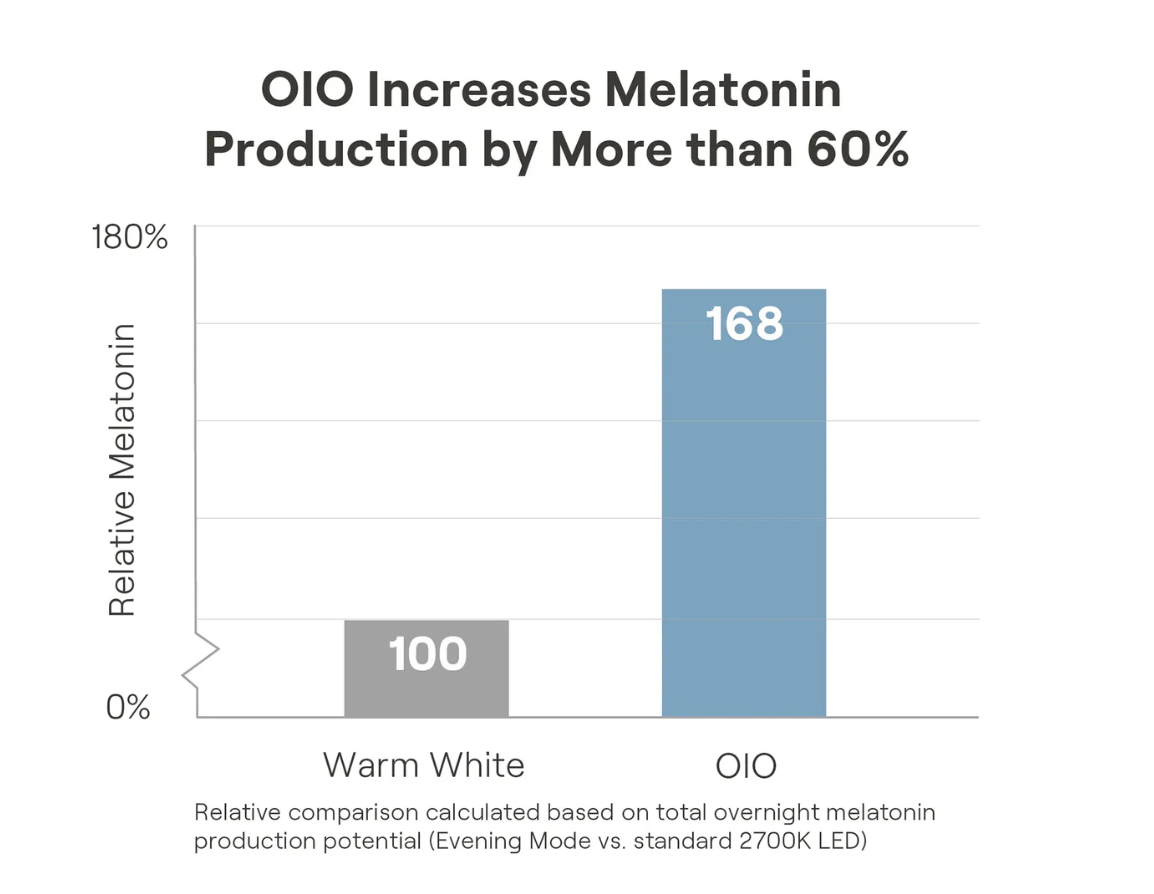 OIO Increases Melatonin
Production by More than 60%
180%
Relative Melatonin
168
100
0%
Warm White
OIO
Relative comparison calculated based on total overnight melatonin
production potential (Evening Mode vs. standard 2700K LED)